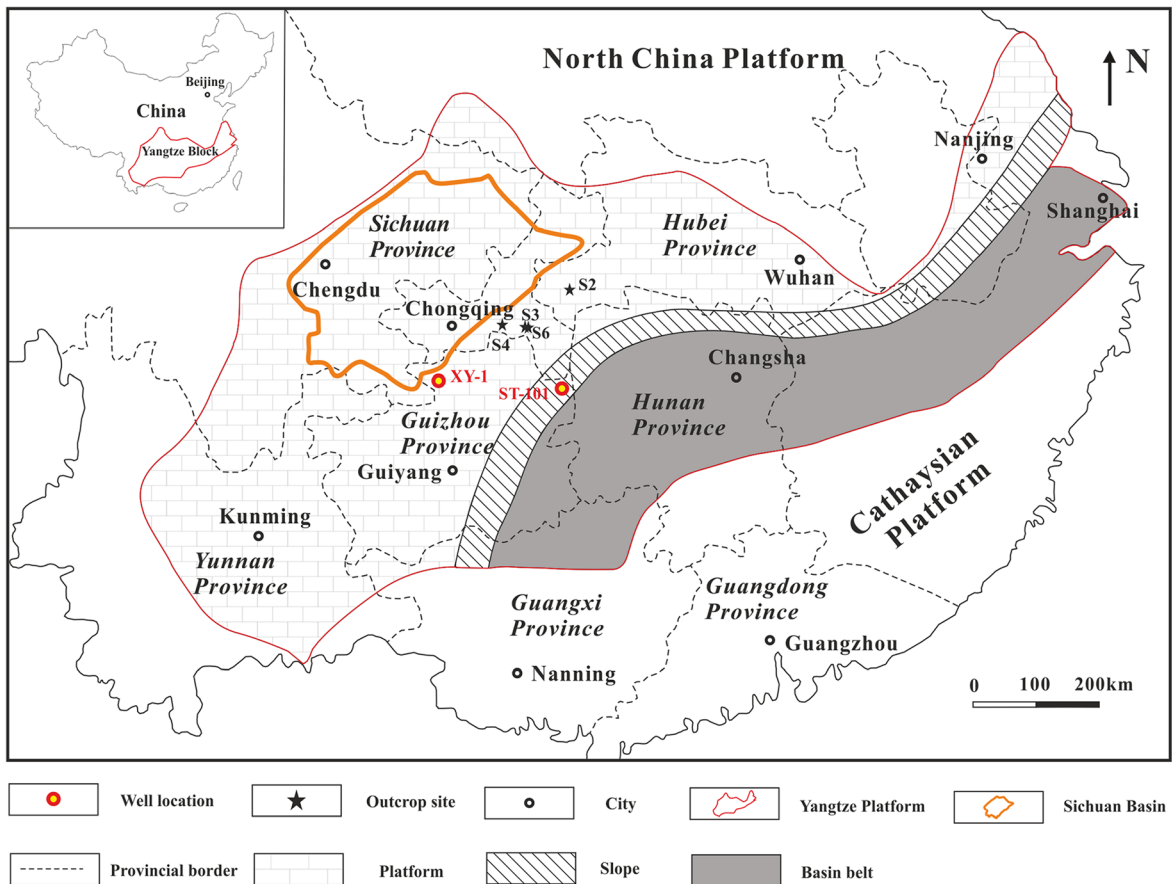 North China Platform
N
Beijing
China
Yangtze Block
Nanjing
Shanghai
Sichuan
Province
Hubei
Province
Wuhan
Chengdu
Chongqing
S2
S3
S6
S4
Changsha
XY-1
ST-101
Hunan
Province
Guizhou
Province
Guiyang
Cathaysian
Platform
Kunming
Yunnan
Province
Guangxi
Province
Guangdong
Province
Guangzhou
Nanning
0 100 200km
Well location
Outcrop site
City
Yangtze Platform
Sichuan Basin
Provincial border
Platform
Slope
Basin belt